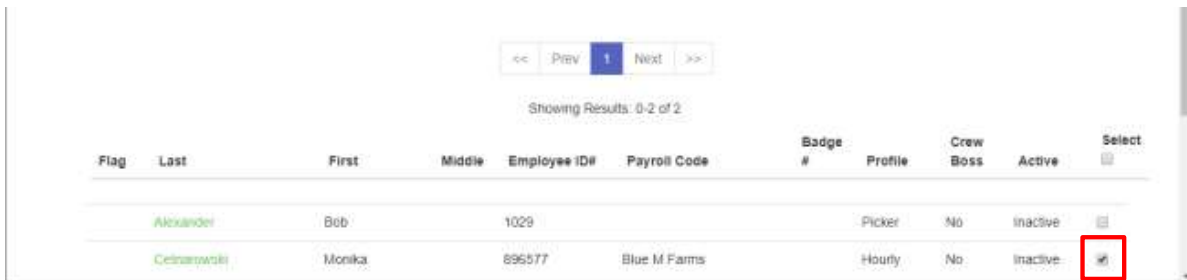 << Prev 1 Next >>
Showing Results: 0-2 of 2
Flag Last First Middle Employee ID# Payroll Code Badge # Profile Crew Boss Active Select
Alexander Bob 1029 Picker No Inactive
Celnarowski Monika 896577 Blue M Farms Hourly No Inactive